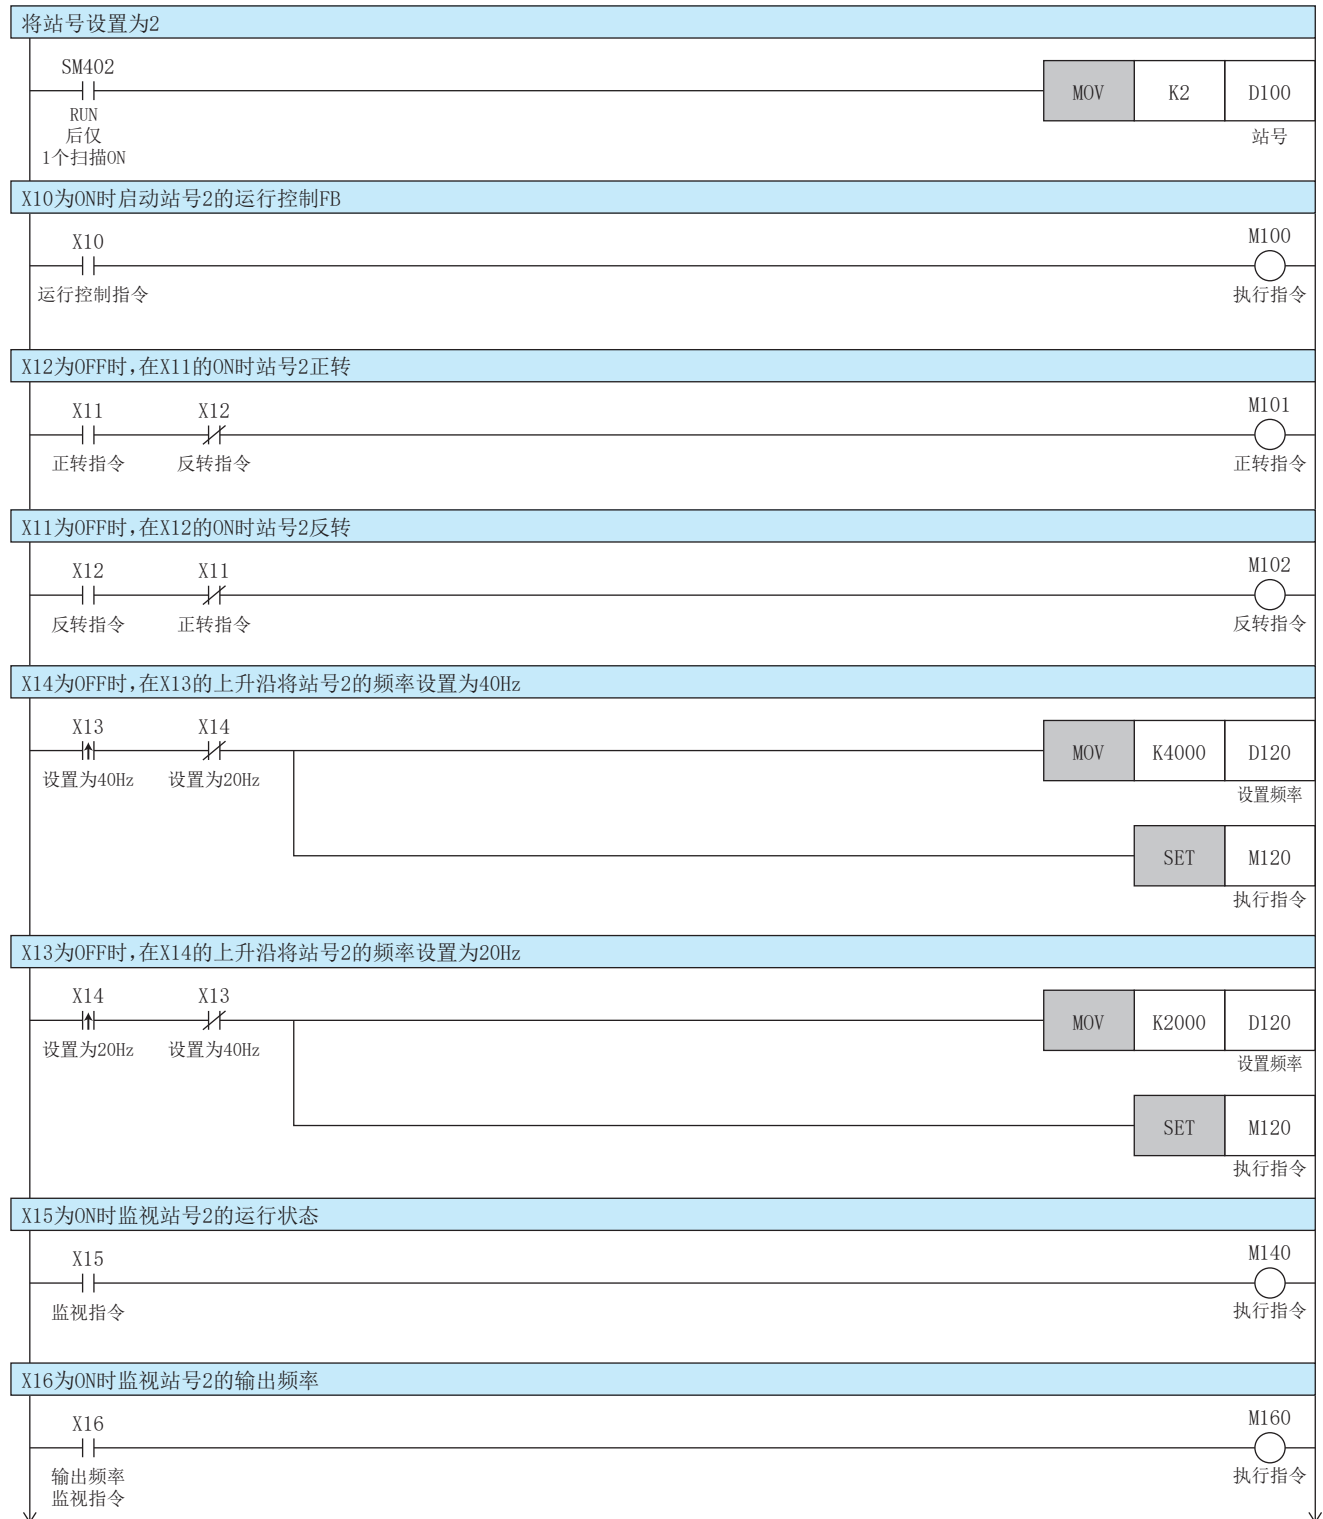 将站号设置为2
SM402
MOV K2 D100
RUN
后仅
1个扫描ON
站号
X10为ON时启动站号2的运行控制FB
X10 M100
运行控制指令 执行指令
X12为OFF时,在X11的ON时站号2正转
X11 X12 M101
正转指令 反转指令 正转指令
X11为OFF时,在X12的ON时站号2反转
X12 X11 M102
反转指令 正转指令 反转指令
X14为OFF时,在X13的上升沿将站号2的频率设置为40Hz
X13 X14
MOV K4000 D120
设置为40Hz 设置为20Hz 设置频率
SET M120
执行指令
X13为OFF时,在X14的上升沿将站号2的频率设置为20Hz
X14 X13
MOV K2000 D120
设置为20Hz 设置为40Hz 设置频率
SET M120
执行指令
X15为ON时监视站号2的运行状态
X15 M140
监视指令 执行指令
X16为ON时监视站号2的输出频率
X16 M160
输出频率 执行指令
监视指令